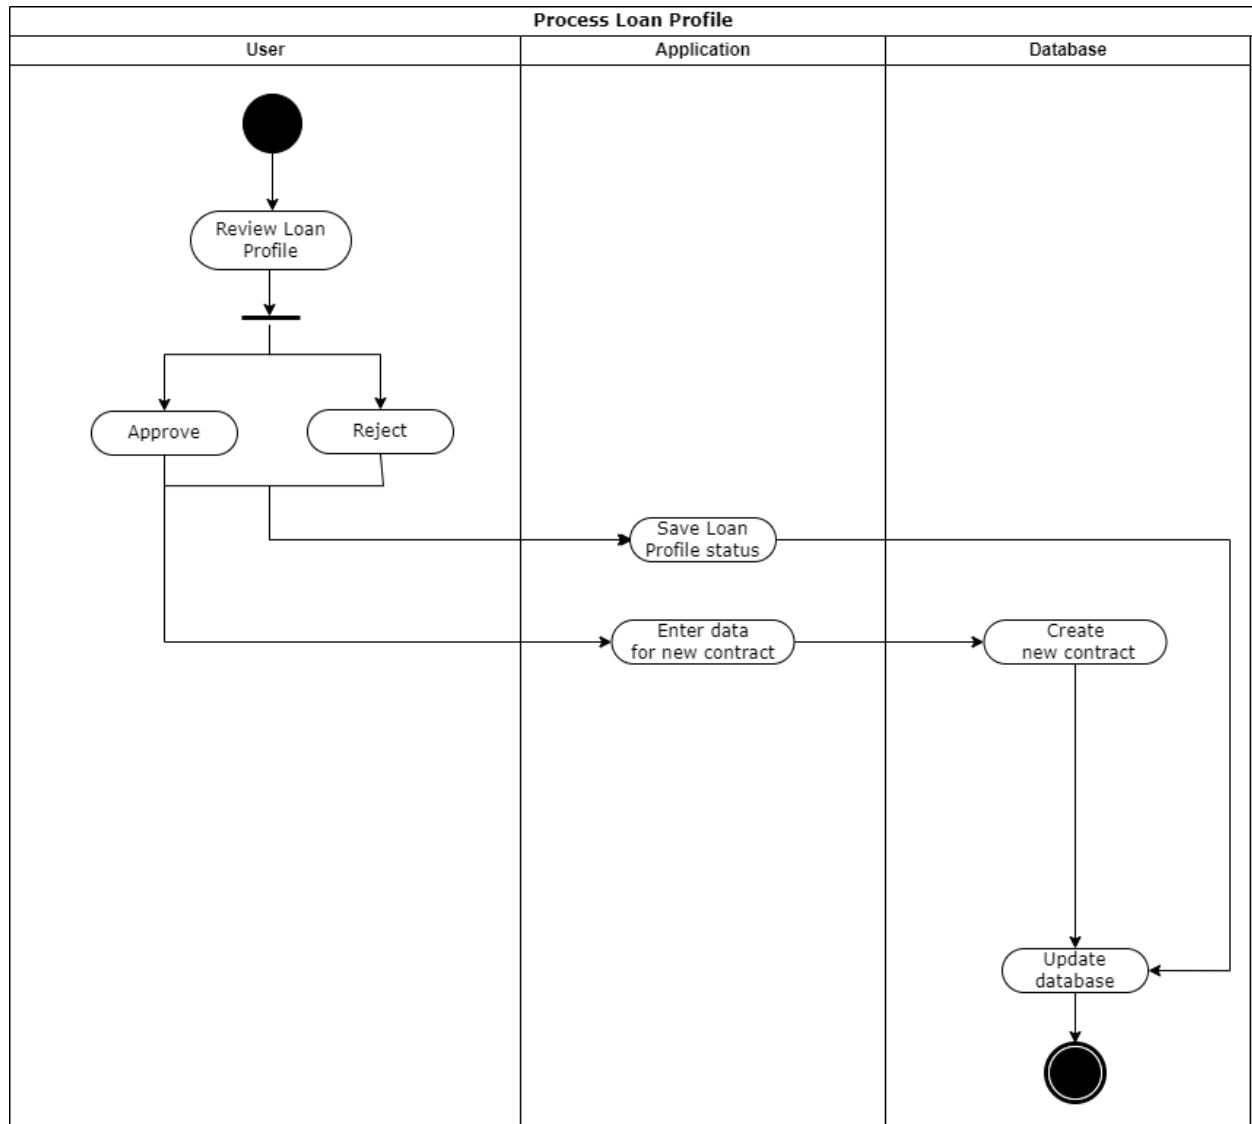 Process Loan Profile
User
Application
Database
Review Loan
Profile
Approve
Reject
Save Loan
Profile status
Enter data
for new contract
Create
new contract
Update
database